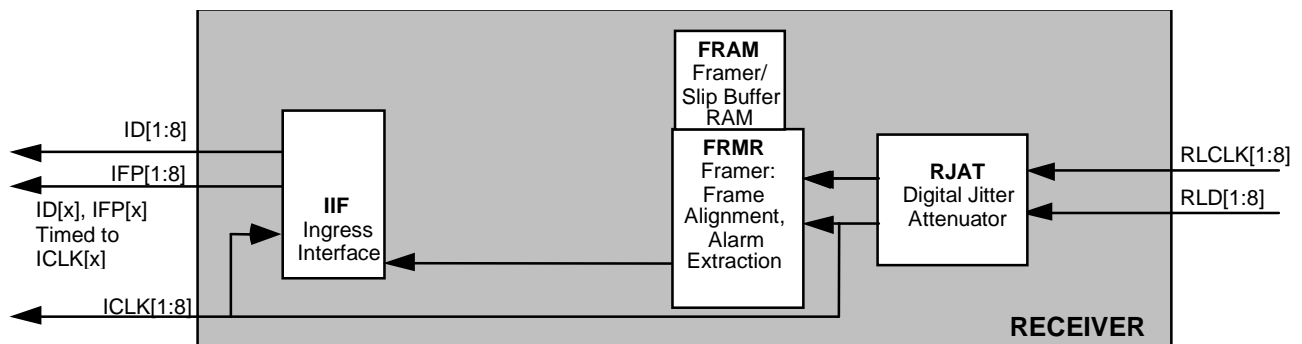 FRAM
Framer/
Slip Buffer
RAM
ID[1:8]
IFP[1:8]
ID[x], IFP[x]
Timed to
ICLK[x]
ICLK[1:8]
IIF
Ingress
Interface
FRMR
Framer:
Frame
Alignment,
Alarm
Extraction
RJAT
Digital Jitter
Attenuator
RLCLK[1:8]
RLD[1:8]
RECEIVER